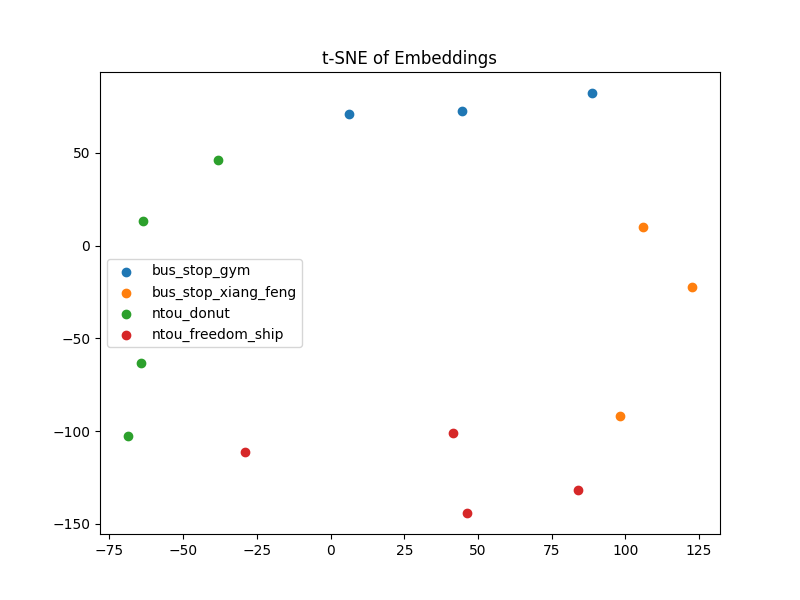 t-SNE of Embeddings
50
0
−50
−100
−150
bus_stop_gym
bus_stop_xiang_feng
ntou_donut
ntou_freedom_ship
−75
−50
−25
0
25
50
75
100
125